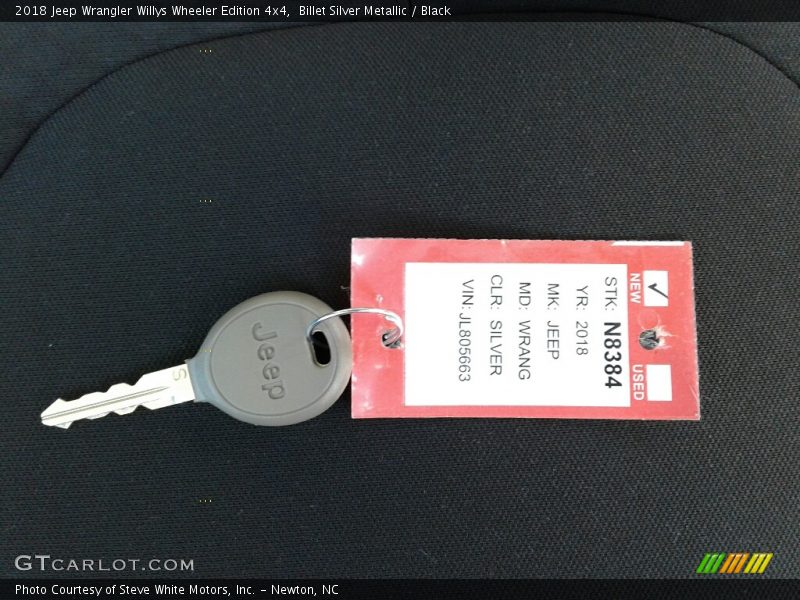 2018 Jeep Wrangler Willys Wheeler Edition 4x4, Billet Silver Metallic / Black
NEW
USED
STK: N8384
YR: 2018
MK: JEEP
MD: WRANG
CLR: SILVER
VIN: JL805663
Jeep
S
GTCARLOT.COM
Photo Courtesy of Steve White Motors, Inc. - Newton, NC